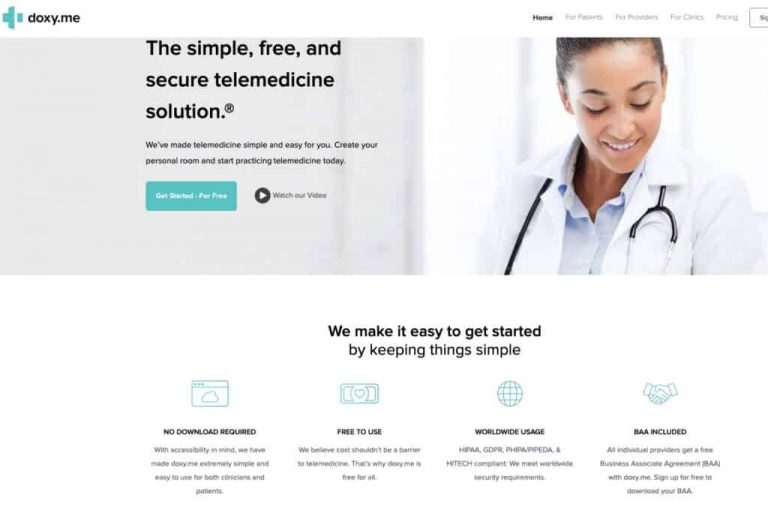 doxy.me
Home For Patients For Providers For Clinics Pricing
The simple, free, and
secure telemedicine
solution.®
We've made telemedicine simple and easy for you. Create your
personal room and start practicing telemedicine today.
Get Started - For Free Watch our Video
We make it easy to get started
by keeping things simple
NO DOWNLOAD REQUIRED
With accessibility in mind, we have
made doxy.me extremely simple and
easy to use for both clinicians and
patients.
FREE TO USE
We believe cost shouldn't be a barrier
to telemedicine. That's why doxy.me is
free for all.
WORLDWIDE USAGE
HIPAA, GDPR, PHIPA/PIPEDA, &
HITECH compliant: We meet worldwide
security requirements.
BAA INCLUDED
All individual providers get a free
Business Associate Agreement (BAA)
with doxy.me. Sign up for free to
download your BAA.